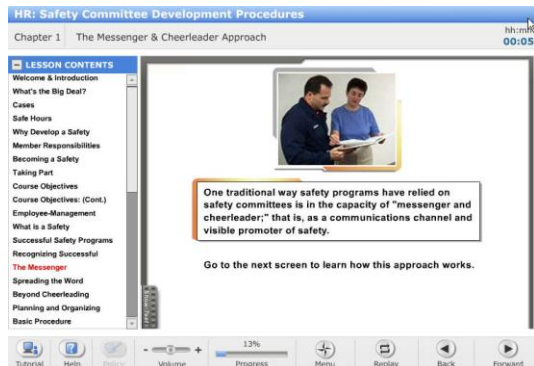 HR: Safety Committee Development Procedures
Chapter 1 The Messenger & Cheerleader Approach
00:05
LESSON CONTENTS
Welcome & Introduction
What's the Big Deal?
Cases
Safe Hours
Why Develop a Safety
Member Responsibilities
Becoming a Safety
Taking Part
Course Objectives
Course Objectives: (Cont.)
Employee-Management
What is a Safety
Successful Safety Programs
Recognizing Successful
The Messenger
Spreading the Word
Beyond Cheerleading
Planning and Organizing
Basic Procedure
One traditional way safety programs have relied on
safety committees is in the capacity of "messenger and
cheerleader;" that is, as a communications channel and
visible promoter of safety.
Go to the next screen to learn how this approach works.
Show Text
- +
13%
Tutorial
Help
Policy
Volume
Progress
Menu
Replay
Back
Forward